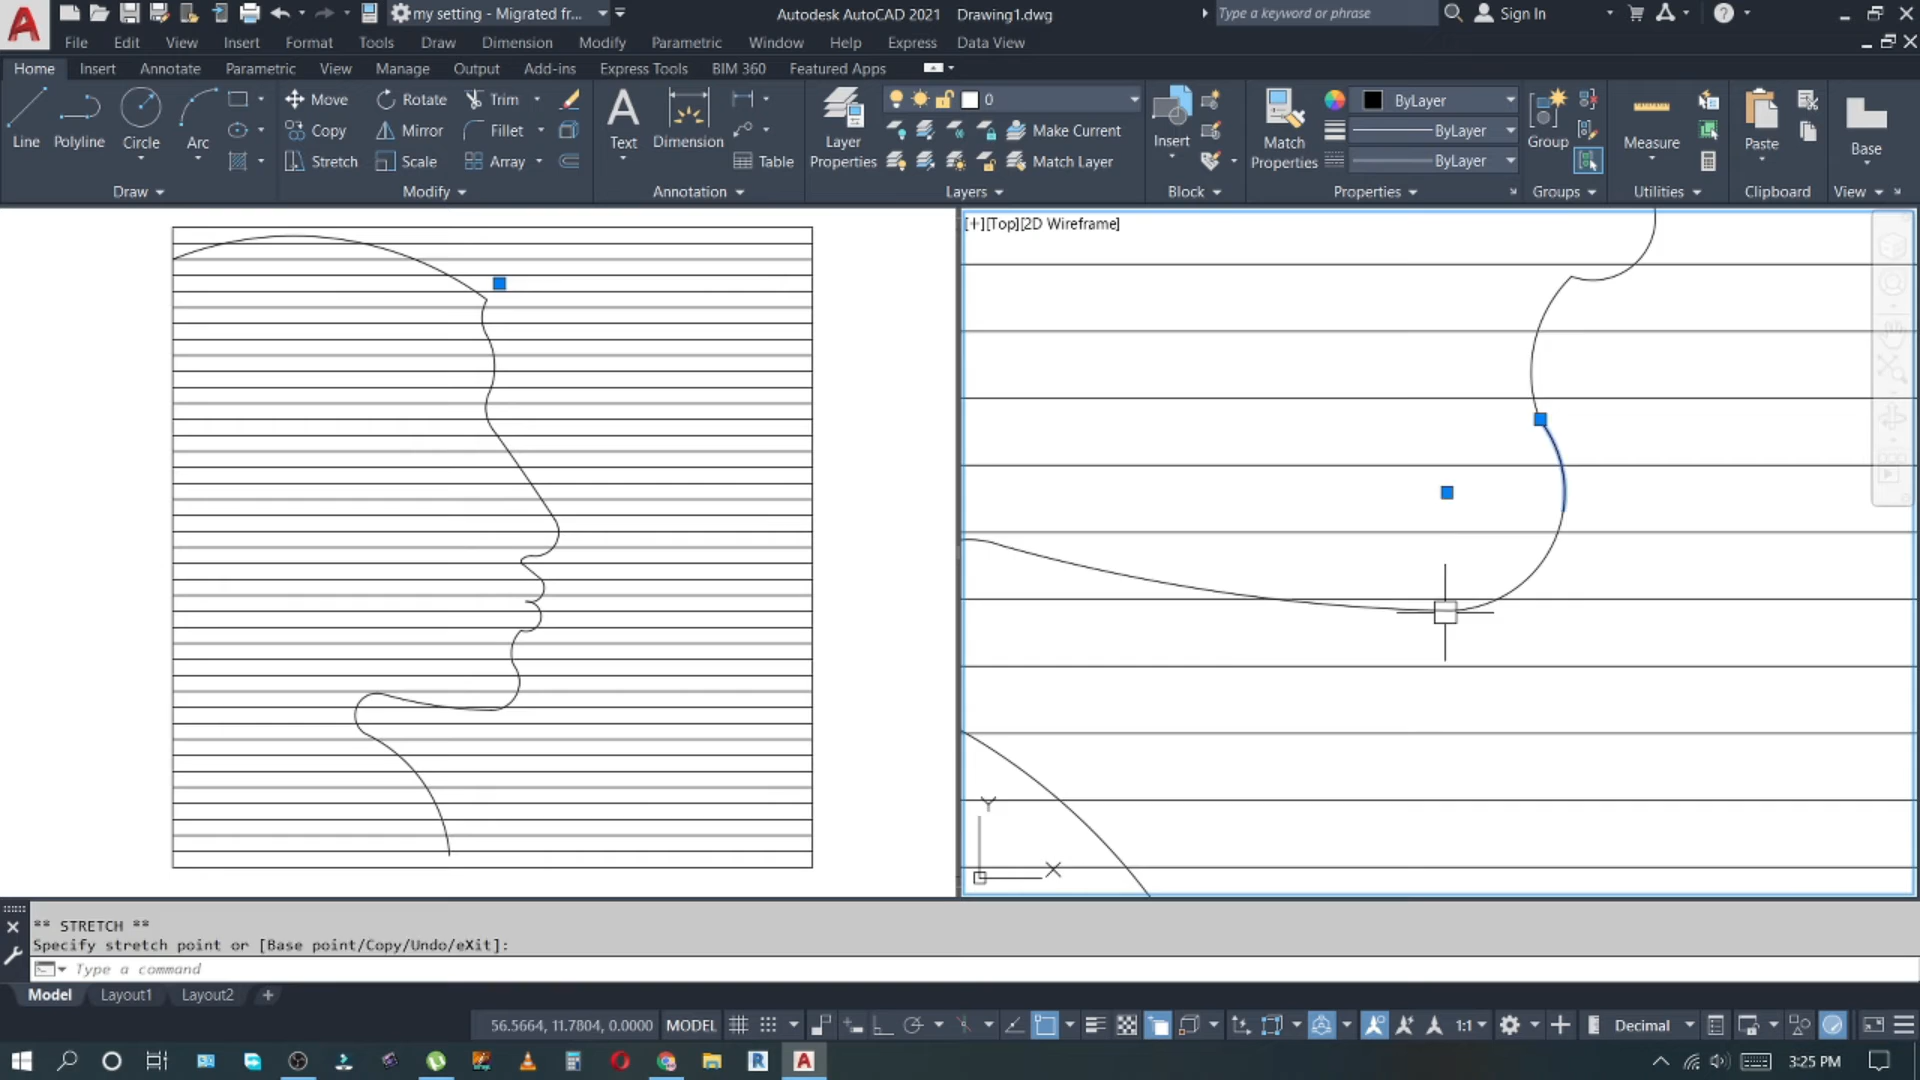 A my setting - Migrated fr... Autodesk AutoCAD 2021 Drawing1.dwg Type a keyword or phrase Sign In
File Edit View Insert Format Tools Draw Dimension Modify Parametric Window Help Express Data View
Home Insert Annotate Parametric View Manage Output Add-ins Express Tools BIM 360 Featured Apps
Move Rotate Trim 0 ByLayer
Copy Mirror Fillet Make Current ByLayer
Line Polyline Circle Arc Text Dimension Layer Properties Insert Match Properties Group Measure Paste Base
Stretch Scale Array Table Match Layer ByLayer
Draw Modify Annotation Layers Block Properties Groups Utilities Clipboard View
[+][Top][2D Wireframe]
Y
X
** STRETCH **
Specify stretch point or [Base point/Copy/Undo/eXit]:
Type a command
Model Layout1 Layout2 +
56.5664, 11.7804, 0.0000 MODEL 1:1 Decimal
3:25 PM